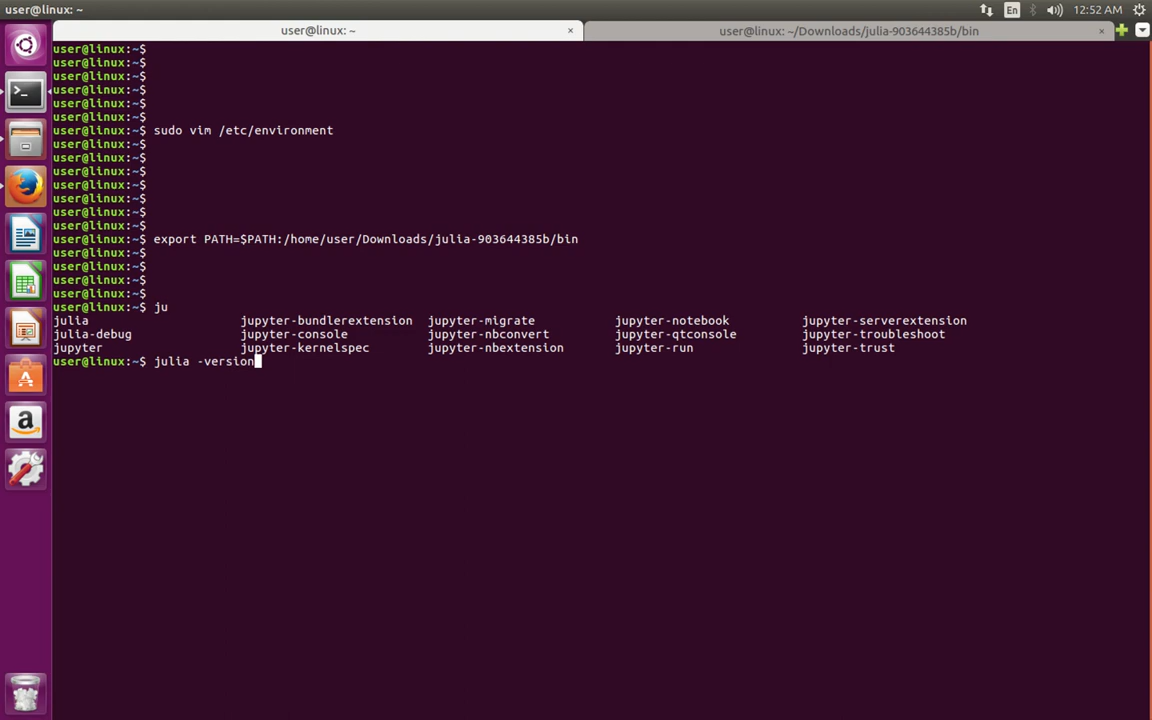 user@linux: ~
En
12:52 AM
user@linux: ~ ×
user@linux: ~/Downloads/julia-903644385b/bin ×
user@linux:~$
user@linux:~$
user@linux:~$
user@linux:~$
user@linux:~$
user@linux:~$
user@linux:~$ sudo vim /etc/environment
user@linux:~$
user@linux:~$
user@linux:~$
user@linux:~$
user@linux:~$
user@linux:~$
user@linux:~$
user@linux:~$ export PATH=$PATH:/home/user/Downloads/julia-903644385b/bin
user@linux:~$
user@linux:~$
user@linux:~$
user@linux:~$
user@linux:~$ ju
julia jupyter-bundlerextension jupyter-migrate jupyter-notebook jupyter-serverextension
julia-debug jupyter-console jupyter-nbconvert jupyter-qtconsole jupyter-troubleshoot
jupyter jupyter-kernelspec jupyter-nbextension jupyter-run jupyter-trust
user@linux:~$ julia -version